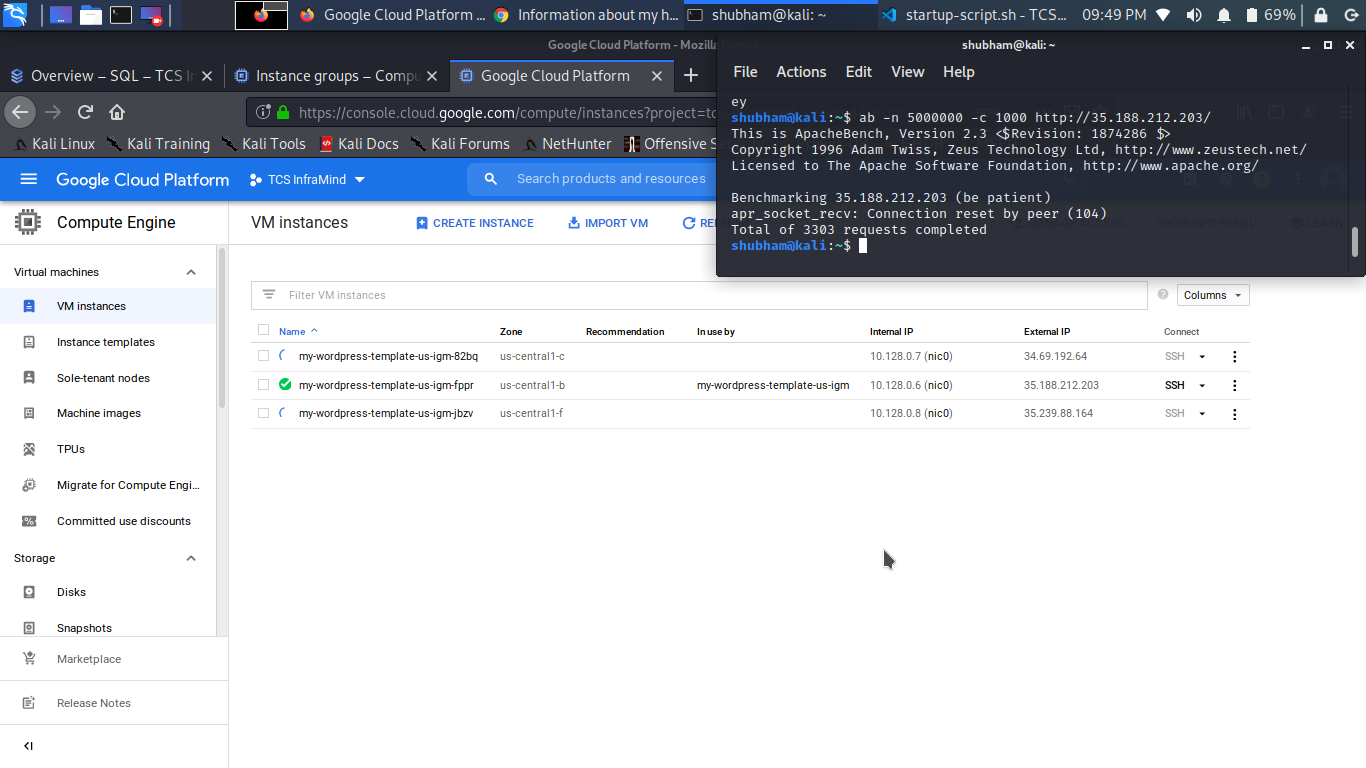 Google Cloud Platform ...
Information about my h...
shubham@kali: ~
startup-script.sh - TCS...
09:49 PM
69%
Google Cloud Platform - Mozilla
Overview – SQL – TCS I
Instance groups – Compu
Google Cloud Platform
https://console.cloud.google.com/compute/instances?project=tc
Kali Linux
Kali Training
Kali Tools
Kali Docs
Kali Forums
NetHunter
Offensive Se
shubham@kali: ~
File Actions Edit View Help
ey
shubham@kali:~$ ab -n 5000000 -c 1000 http://35.188.212.203/
This is ApacheBench, Version 2.3 <$Revision: 1874286 $>
Copyright 1996 Adam Twiss, Zeus Technology Ltd, http://www.zeustech.net/
Licensed to The Apache Software Foundation, http://www.apache.org/
Benchmarking 35.188.212.203 (be patient)
apr_socket_recv: Connection reset by peer (104)
Total of 3303 requests completed
shubham@kali:~$
Google Cloud Platform
TCS InfraMind
Search products and resources
Compute Engine
VM instances
CREATE INSTANCE
IMPORT VM
REF
SHOW INFO PANEL
LEARN
Virtual machines
VM instances
Instance templates
Sole-tenant nodes
Machine images
TPUs
Migrate for Compute Engi...
Committed use discounts
Storage
Disks
Snapshots
Marketplace
Release Notes
Filter VM instances
Columns
Name Zone Recommendation In use by Internal IP External IP Connect
my-wordpress-template-us-igm-82bq us-central1-c 10.128.0.7 (nic0) 34.69.192.64 SSH
my-wordpress-template-us-igm-fppr us-central1-b my-wordpress-template-us-igm 10.128.0.6 (nic0) 35.188.212.203 SSH
my-wordpress-template-us-igm-jbzv us-central1-f 10.128.0.8 (nic0) 35.239.88.164 SSH